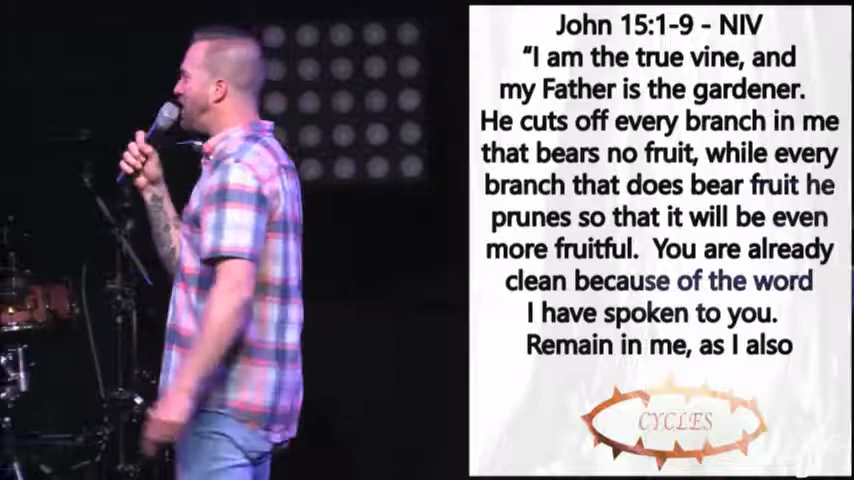 John 15:1-9 - NIV
“I am the true vine, and
my Father is the gardener.
He cuts off every branch in me
that bears no fruit, while every
branch that does bear fruit he
prunes so that it will be even
more fruitful.  You are already
clean because of the word
I have spoken to you.
Remain in me, as I also
CYCLES